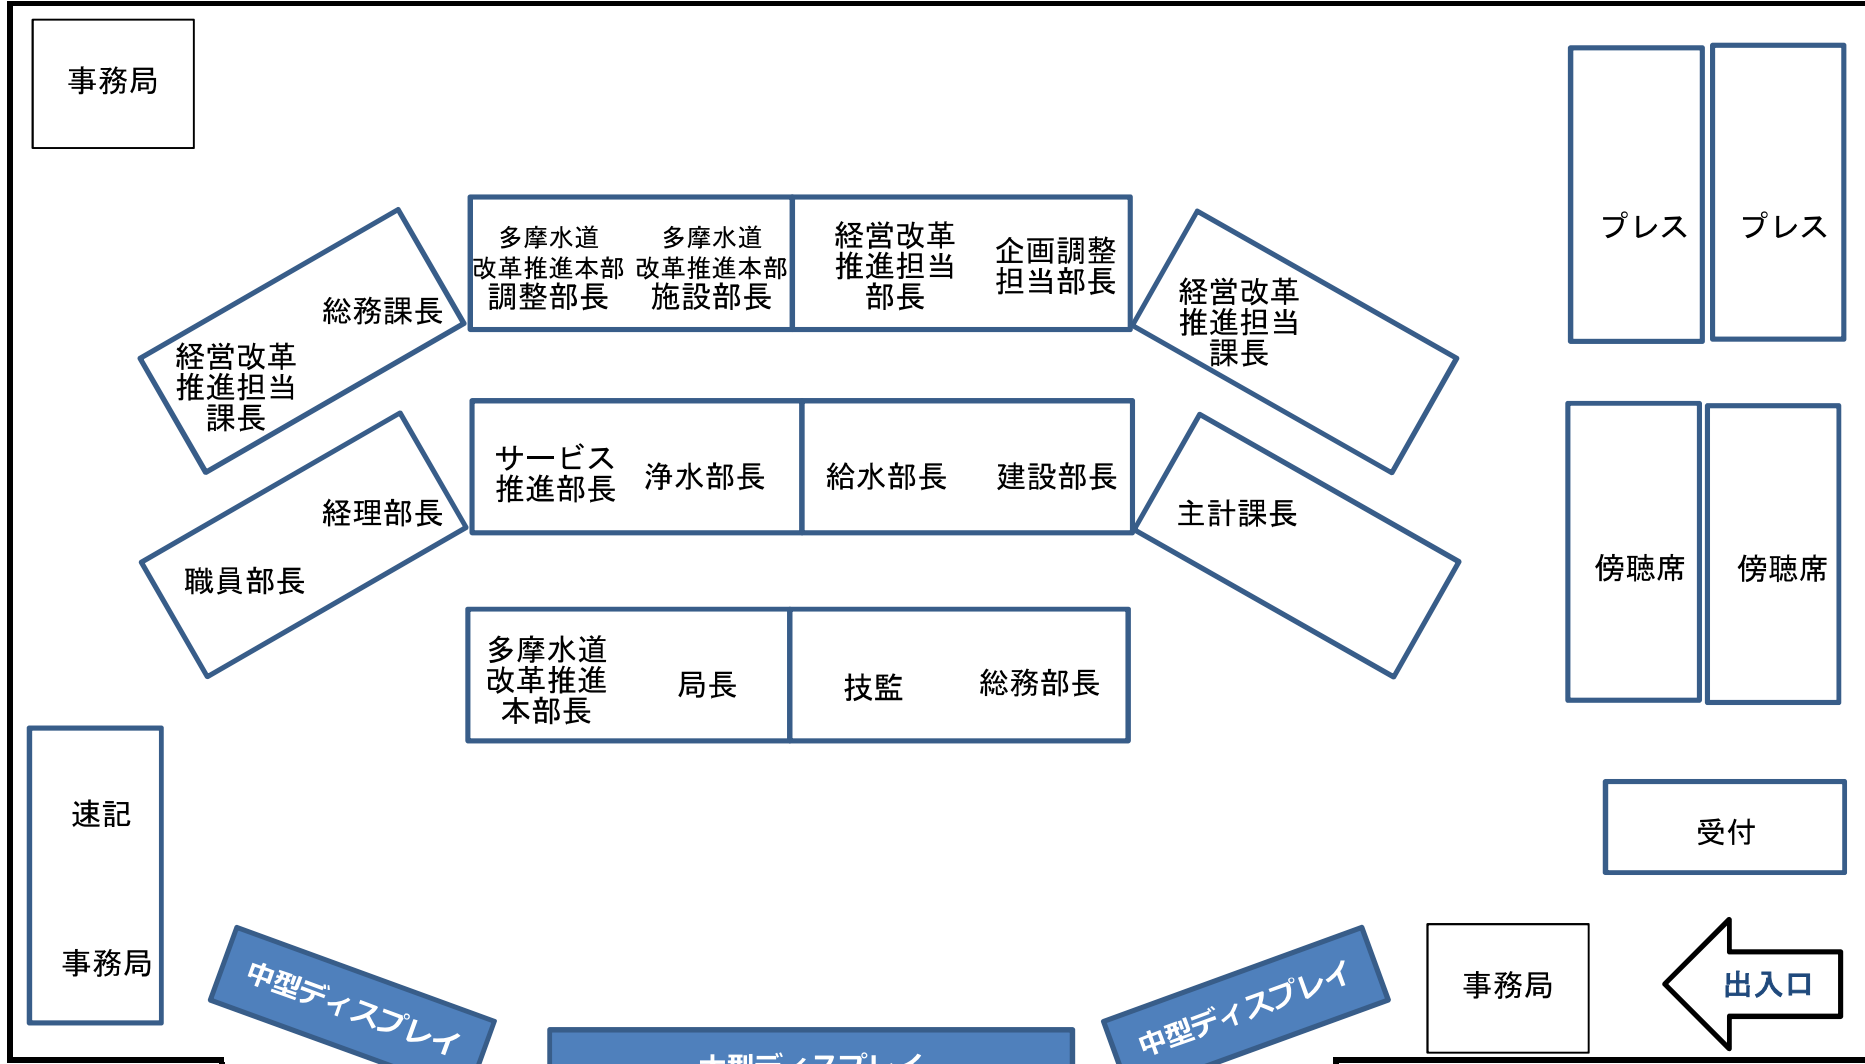 事務局
プレス
プレス
多摩水道
改革推進本部
調整部長
多摩水道
改革推進本部
施設部長
経営改革
推進担当
部長
企画調整
担当部長
総務課長
経営改革
推進担当
課長
経営改革
推進担当
課長
サービス
推進部長
浄水部長
給水部長
建設部長
経理部長
職員部長
主計課長
傍聴席
傍聴席
多摩水道
改革推進
本部長
局長
技監
総務部長
速記
事務局
受付
中型ディスプレイ
中型ディスプレイ
事務局
出入口